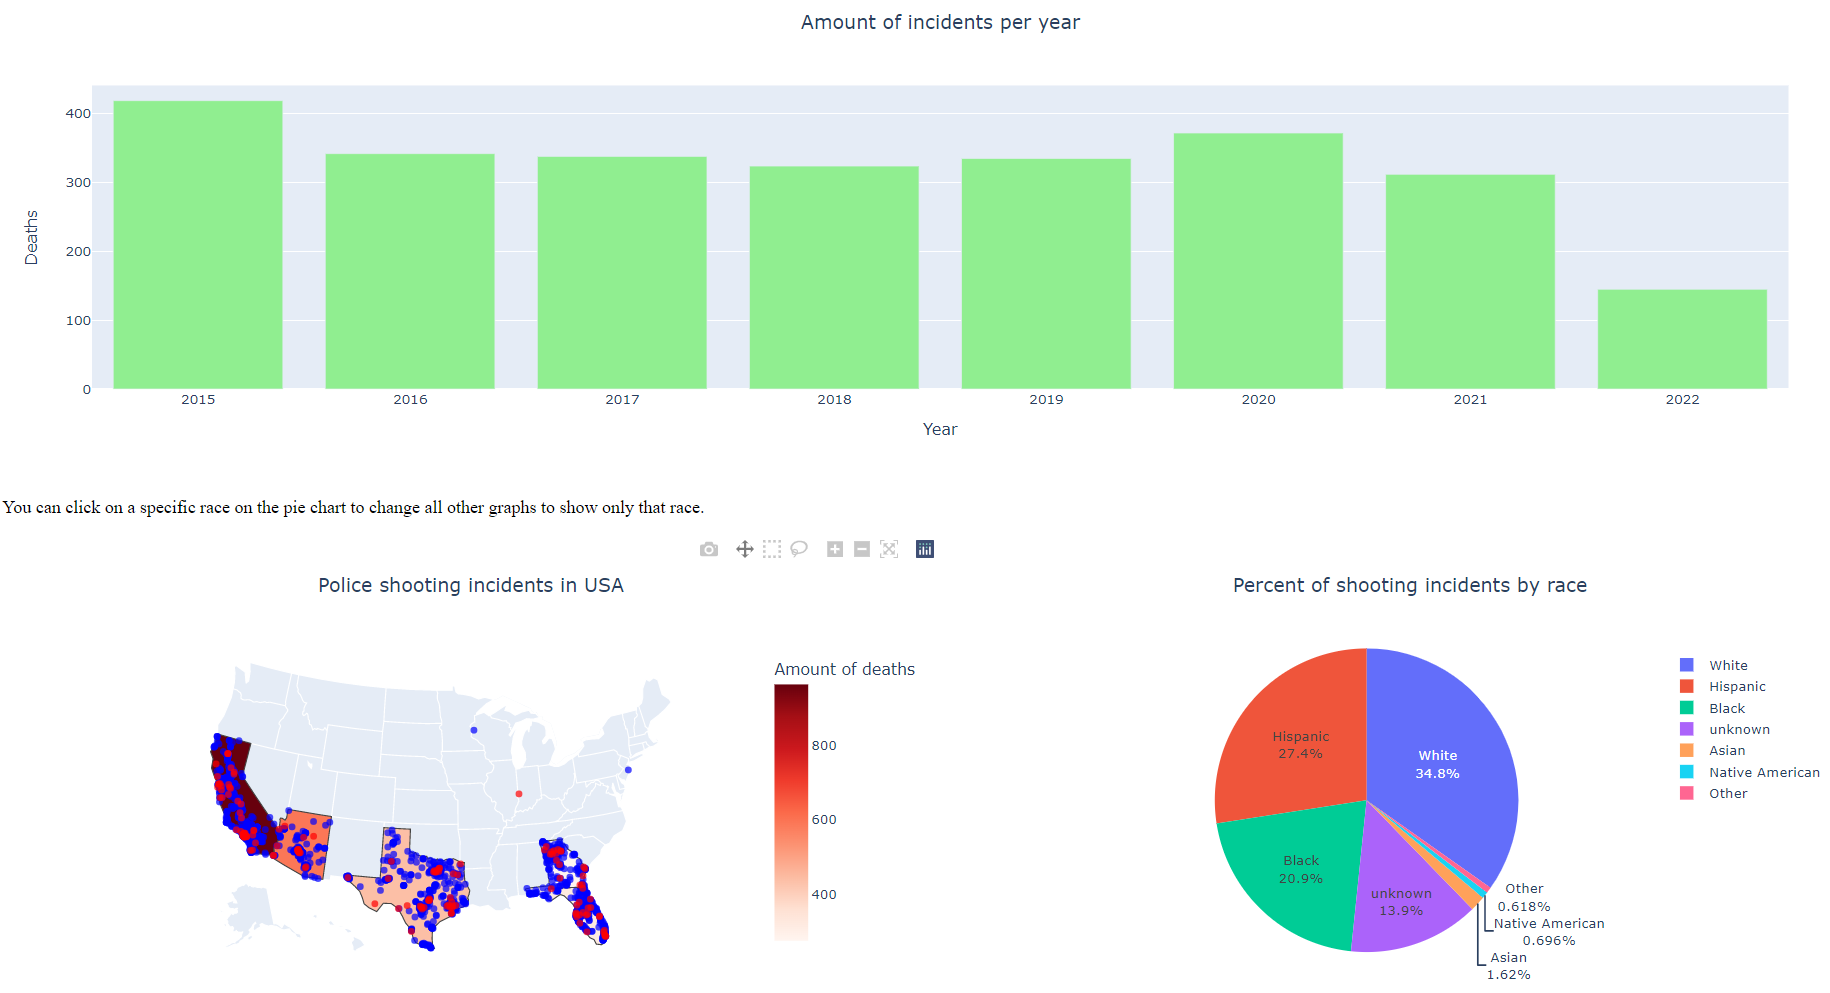 Amount of incidents per year
400
300
200
100
0
Deaths
2015 2016 2017 2018 2019 2020 2021 2022
Year
You can click on a specific race on the pie chart to change all other graphs to show only that race.
Police shooting incidents in USA
Amount of deaths
800
600
400
Percent of shooting incidents by race
White
34.8%
Hispanic
27.4%
Black
20.9%
unknown
13.9%
Other
0.618%
Native American
0.696%
Asian
1.62%
White
Hispanic
Black
unknown
Asian
Native American
Other